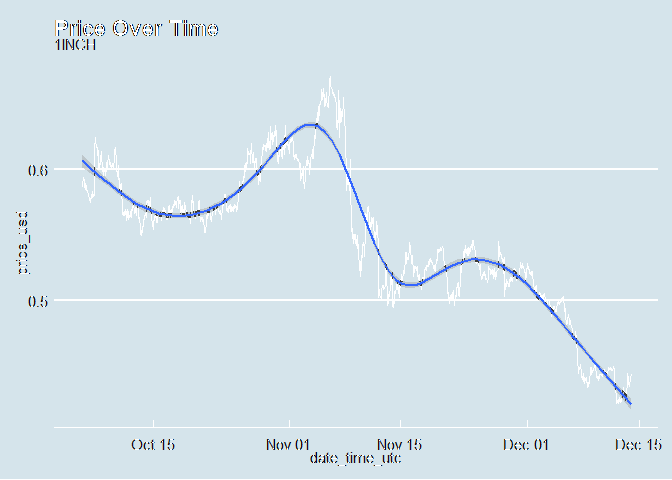 Price Over Time
1INCH
0.6
price_usd
0.5
Oct 15
Nov 01
Nov 15
Dec 01
Dec 15
date_time_utc